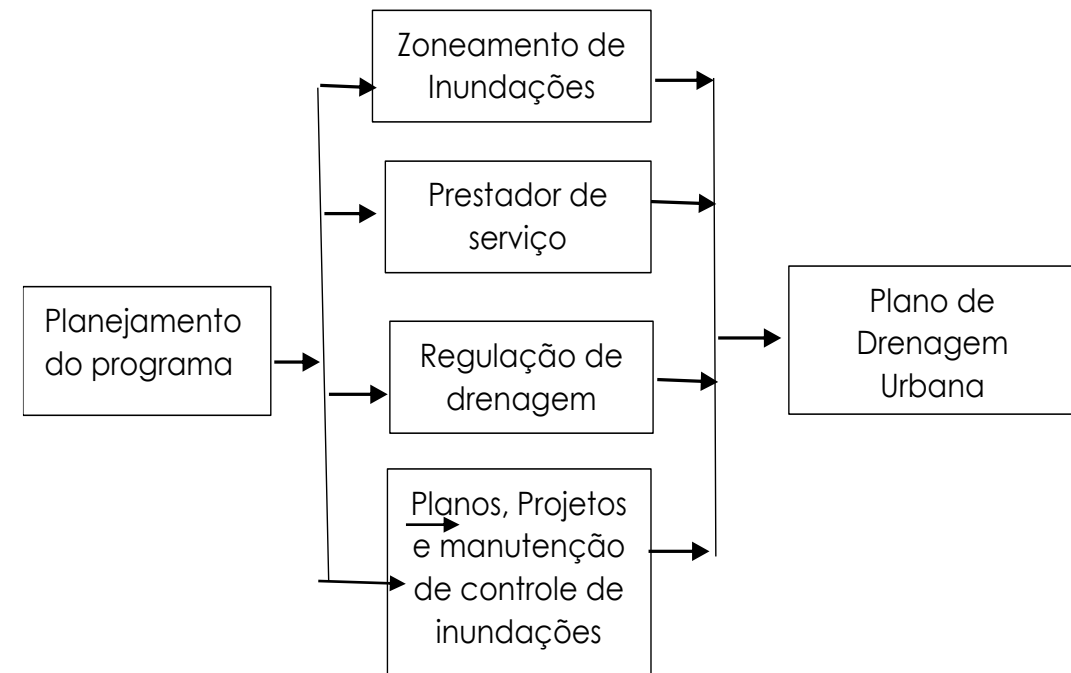 Zoneamento de
Inundações
Prestador de
serviço
Planejamento
do programa
Regulação de
drenagem
Plano de
Drenagem
Urbana
Planos, Projetos
e manutenção
de controle de
inundações